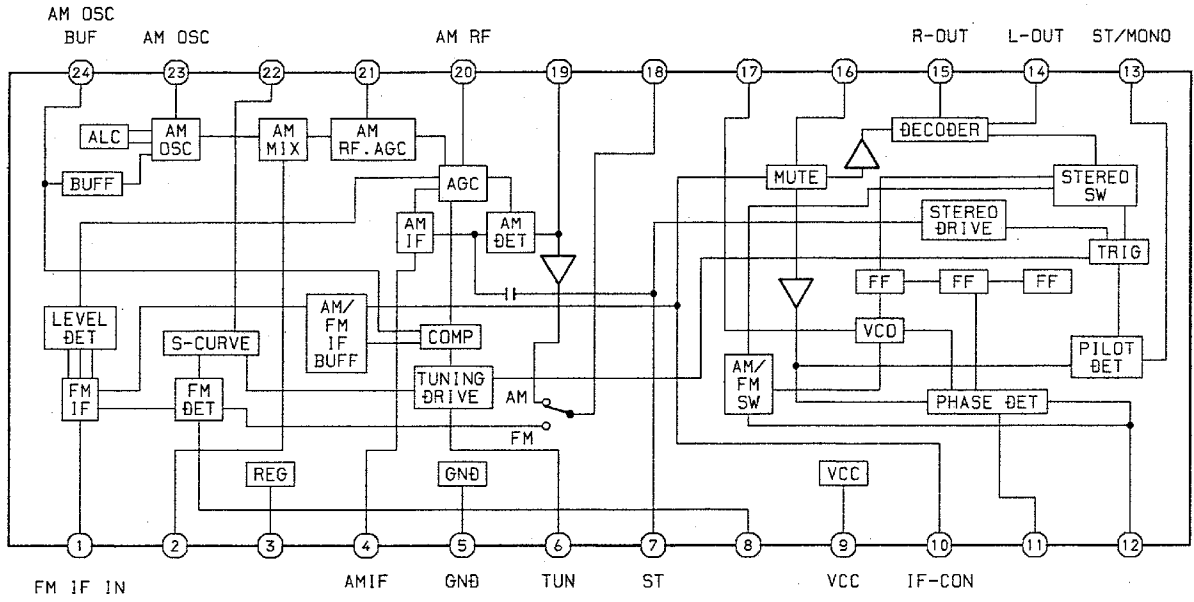 AM OSC
BUF
AM OSC
AM RF
R-OUT
L-OUT
ST/MONO
24
23
22
21
20
19
18
17
16
15
14
13
ALC
AM
OSC
AM
MIX
AM
RF.AGC
DECODER
BUFF
AGC
MUTE
STEREO
SW
AM
IF
AM
DET
STEREO
DRIVE
TRIG
FF
FF
FF
LEVEL
DET
S-CURVE
AM/
FM
IF
BUFF
COMP
VCO
PILOT
DET
FM
IF
FM
DET
TUNING
DRIVE
AM
FM
AM/
FM
SW
PHASE DET
REG
GND
VCC
1
2
3
4
5
6
7
8
9
10
11
12
FM IF IN
AMIF
GND
TUN
ST
VCC
IF-CON